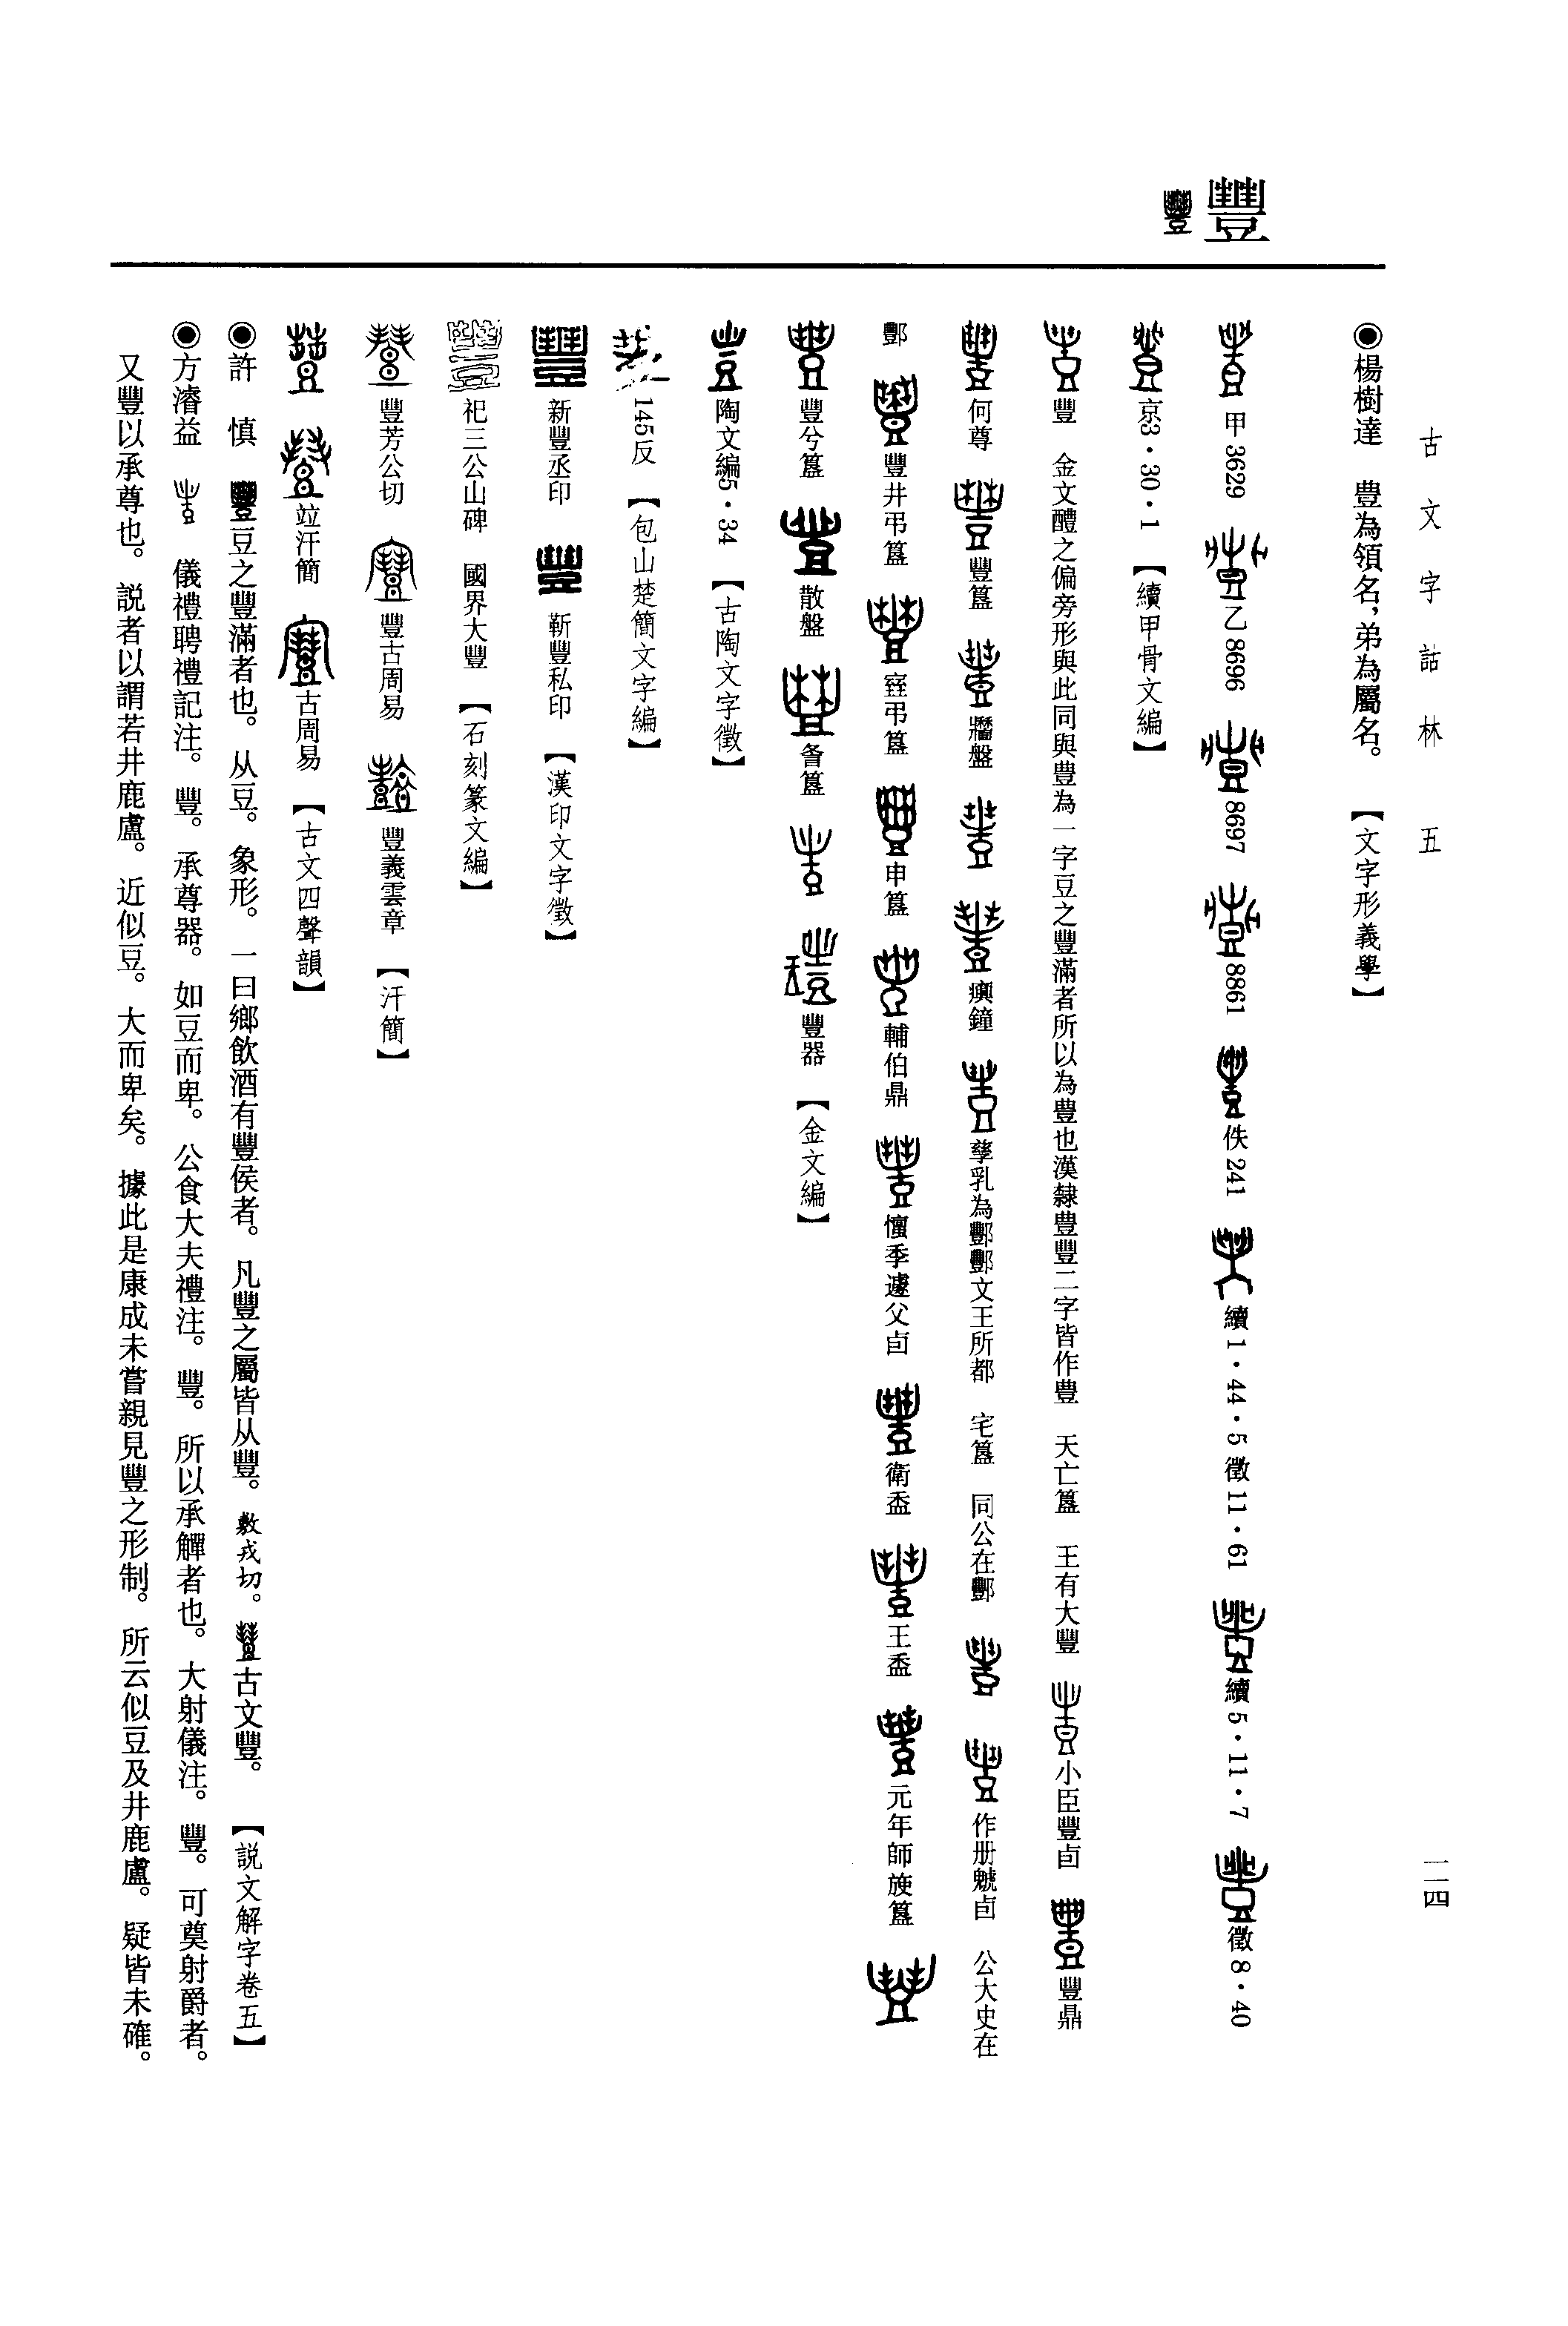 古文字詁林 五
一一四
豐
◉楊樹達 豊為領名，弟為屬名。【文字形義學】
甲3629 乙8696 8697 8861 佚241 續1·44·5 徵11·61 續5·11·7 徵8·40
京3·30·1【續甲骨文編】
豐 金文醴之偏旁形與此同與豊為一字豆之豐滿者所以為豊也漢隸豊豐二字皆作豊 天亡簋 王有大豐 小臣豐卣 豐鼎
何尊 豐簋 牆盤 𤼈鐘 孳乳為酆酆文王所都 宅簋 同公在酆 作册䰧卣 公大史在
酆 豐井弔簋 弔簋 申簋 輔伯鼎 季遽父卣 衛盉 王盉 元年師旋簋
豐兮簋 散盤 簋 豐器【金文編】
陶文編5·34【古陶文字徵】
145反【包山楚簡文字編】
新豐丞印 靳豐私印【漢印文字徵】
祀三公山碑 國界大豐【石刻篆文編】
豐芳公切 豐古周易 豐義雲章【汗簡】
竝汗簡 古周易【古文四聲韻】
◉許 慎 豆之豐滿者也。从豆。象形。一曰鄉飲酒有豐侯者。凡豐之屬皆从豐。敷戎切。古文豐。【説文解字卷五】
◉方濬益 儀禮聘禮記注。豐。承尊器。如豆而卑。公食大夫禮注。豐。所以承觶者也。大射儀注。豐。可奠射爵者。
又豐以承尊也。説者以謂若井鹿盧。近似豆。大而卑矣。據此是康成未嘗親見豐之形制。所云似豆及井鹿盧。疑皆未確。